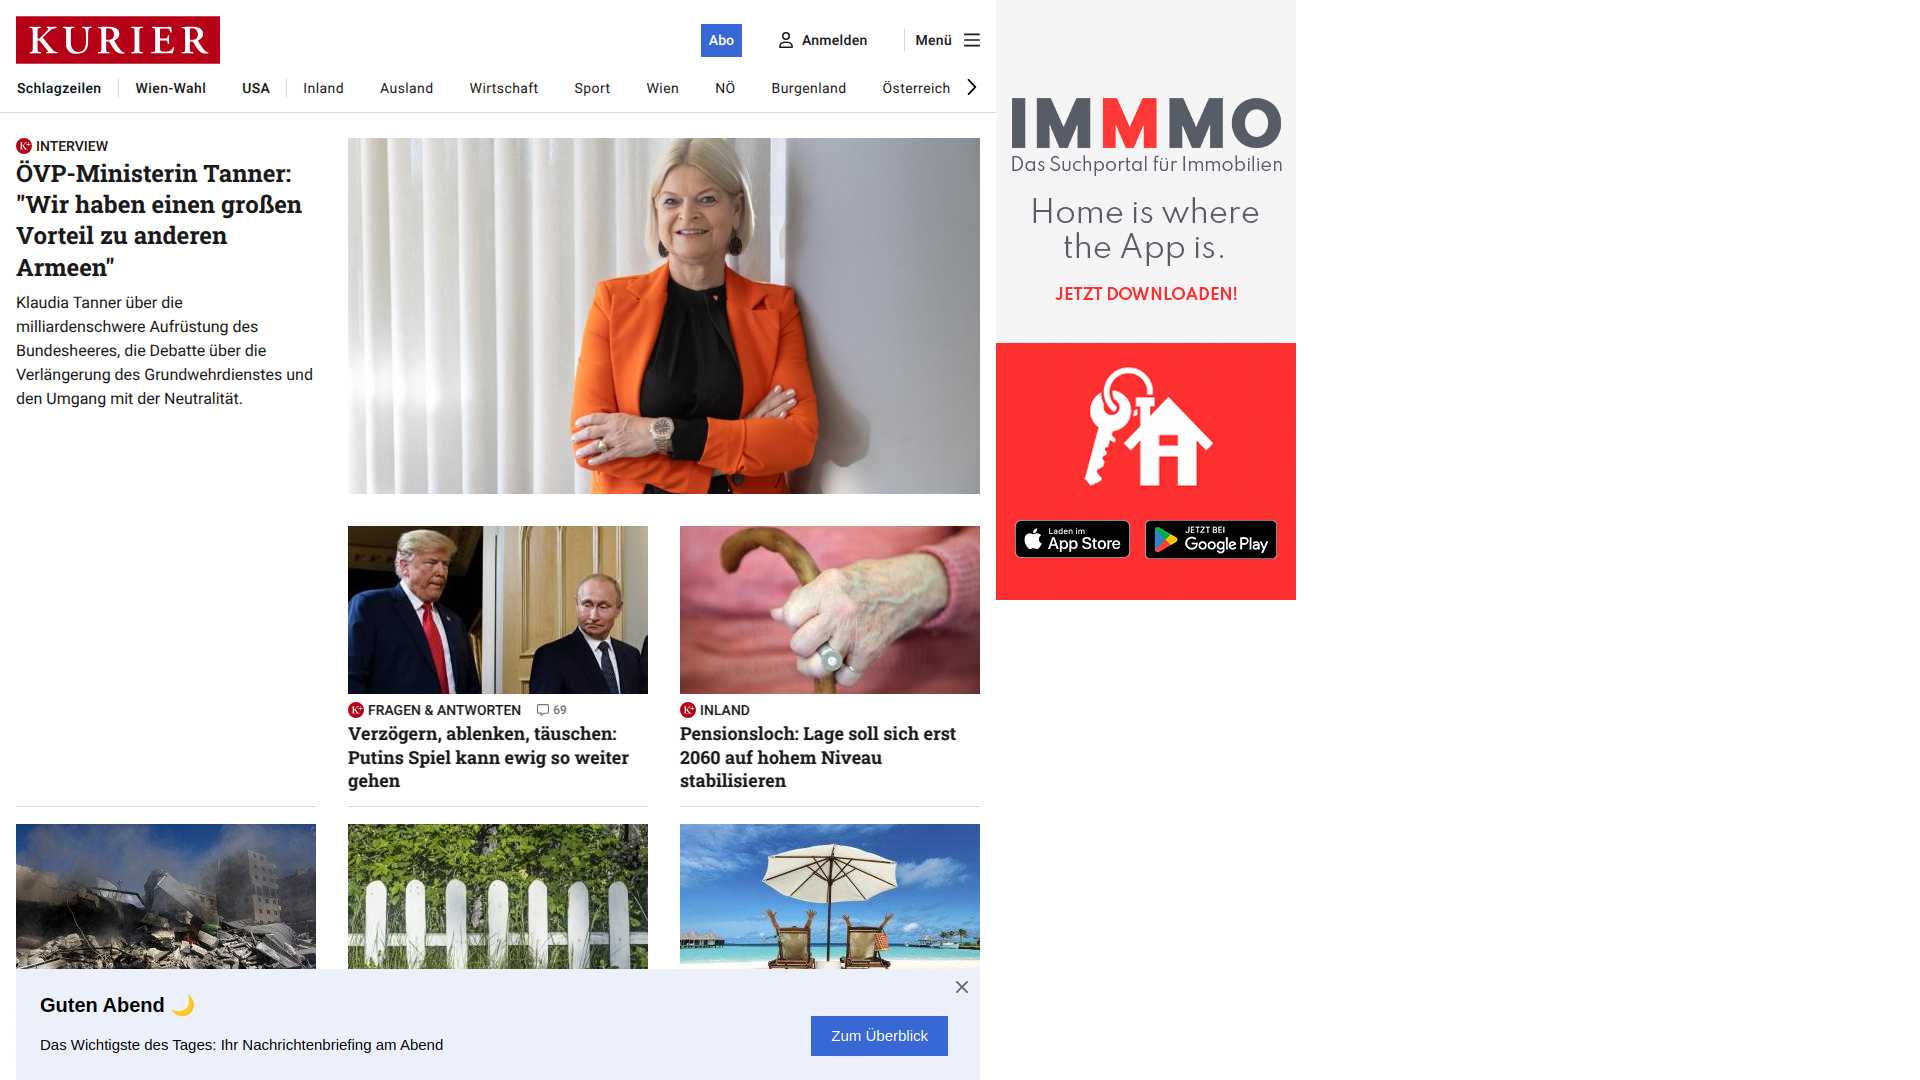 KURIER
Abo
Anmelden
Menü
Schlagzeilen
Wien-Wahl
USA
Inland
Ausland
Wirtschaft
Sport
Wien
NÖ
Burgenland
Österreich
INTERVIEW
ÖVP-Ministerin Tanner:
"Wir haben einen großen
Vorteil zu anderen
Armeen"
Klaudia Tanner über die
milliardenschwere Aufrüstung des
Bundesheeres, die Debatte über die
Verlängerung des Grundwehrdienstes und
den Umgang mit der Neutralität.
K+ FRAGEN & ANTWORTEN 69
Verzögern, ablenken, täuschen:
Putins Spiel kann ewig so weiter
gehen
K+ INLAND
Pensionsloch: Lage soll sich erst
2060 auf hohem Niveau
stabilisieren
Guten Abend 🌙
Das Wichtigste des Tages: Ihr Nachrichtenbriefing am Abend
Zum Überblick
IMMMO
Das Suchportal für Immobilien
Home is where
the App is.
JETZT DOWNLOADEN!
Laden im
App Store
JETZT BEI
Google Play